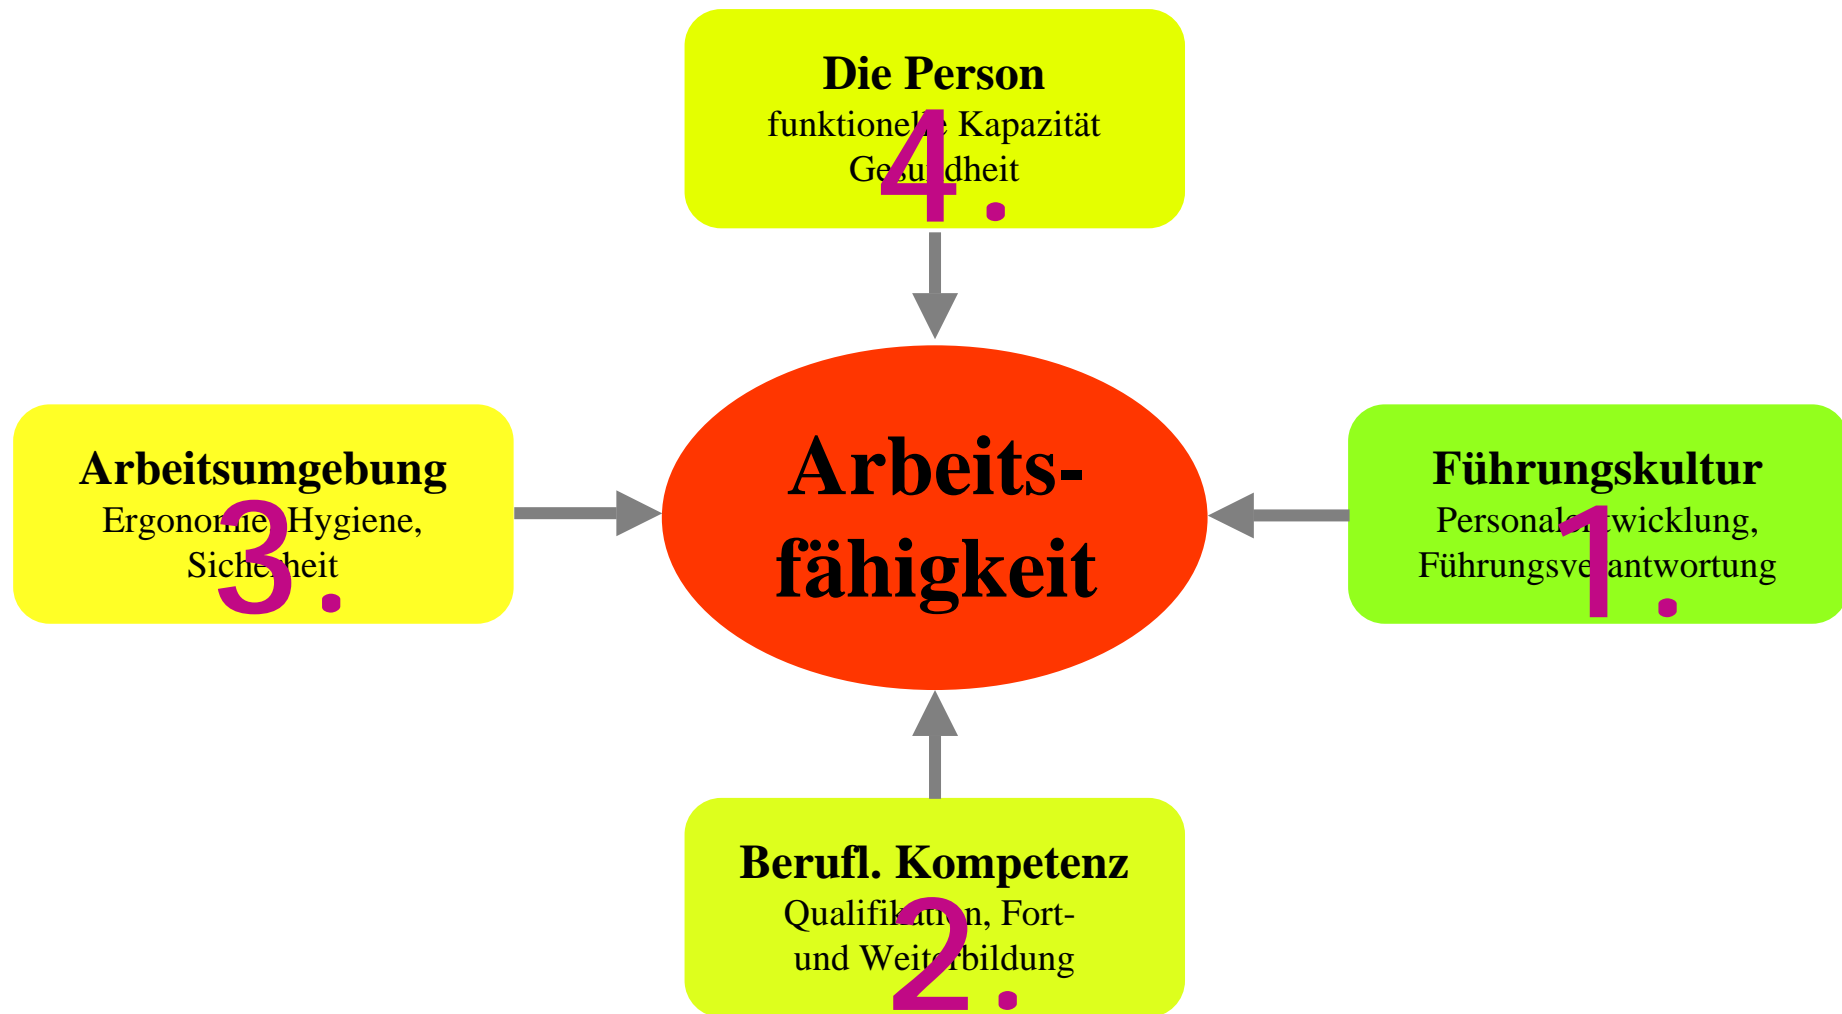 Die Person
funktionelle Kapazität
Gesundheit
4.
Arbeitsumgebung
Ergonomie, Hygiene,
Sicherheit
3.
Arbeits-
fähigkeit
Führungskultur
Personalentwicklung,
Führungsverantwortung
1.
Berufl. Kompetenz
Qualifikation, Fort-
und Weiterbildung
2.